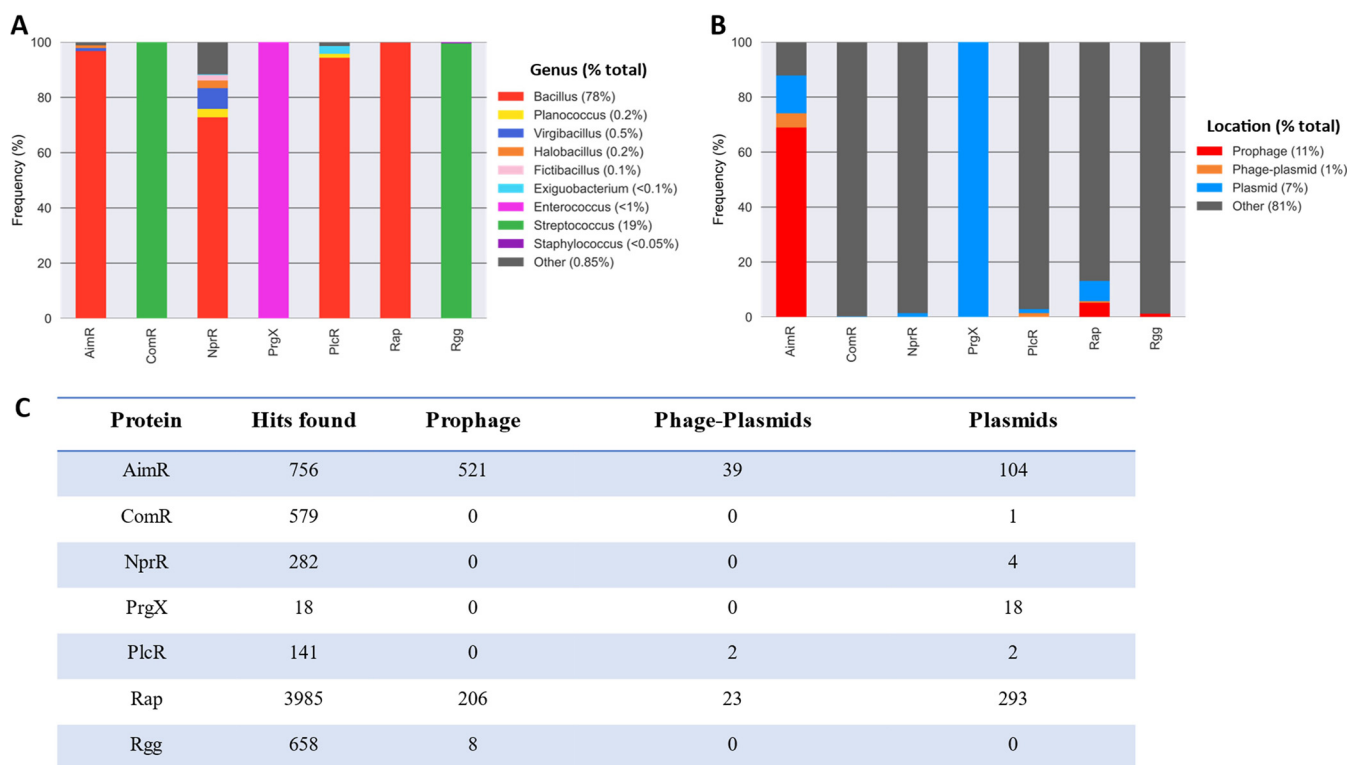 A
Frequency (%)
100
80
60
40
20
0
AimR
ComR
NprR
PrgX
PlcR
Rap
Rgg
Genus (% total)
Bacillus (78%)
Planococcus (0.2%)
Virgibacillus (0.5%)
Halobacillus (0.2%)
Fictibacillus (0.1%)
Exiguobacterium (<0.1%)
Enterococcus (<1%)
Streptococcus (19%)
Staphylococcus (<0.05%)
Other (0.85%)
B
Frequency (%)
100
80
60
40
20
0
AimR
ComR
NprR
PrgX
PlcR
Rap
Rgg
Location (% total)
Prophage (11%)
Phage-plasmid (1%)
Plasmid (7%)
Other (81%)
C
Protein Hits found Prophage Phage-Plasmids Plasmids
AimR 756 521 39 104
ComR 579 0 0 1
NprR 282 0 0 4
PrgX 18 0 0 18
PlcR 141 0 2 2
Rap 3985 206 23 293
Rgg 658 8 0 0